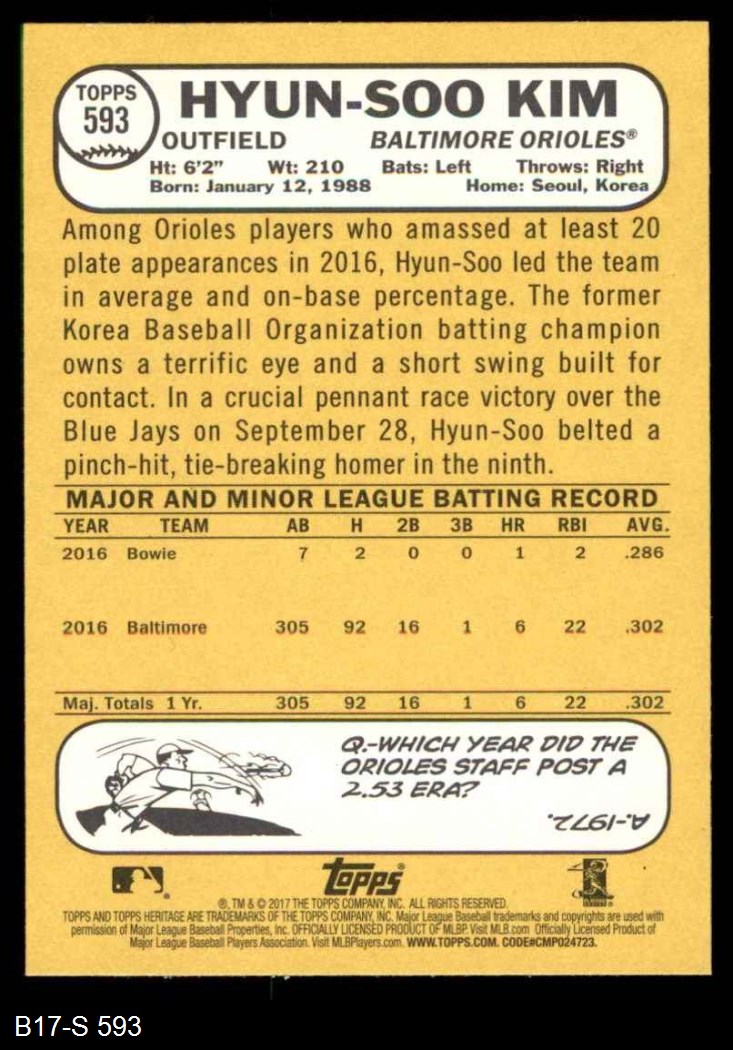 TOPPS
593
HYUN-SOO KIM
OUTFIELD BALTIMORE ORIOLES®
Ht: 6'2" Wt: 210 Bats: Left Throws: Right
Born: January 12, 1988 Home: Seoul, Korea
Among Orioles players who amassed at least 20
plate appearances in 2016, Hyun-Soo led the team
in average and on-base percentage. The former
Korea Baseball Organization batting champion
owns a terrific eye and a short swing built for
contact. In a crucial pennant race victory over the
Blue Jays on September 28, Hyun-Soo belted a
pinch-hit, tie-breaking homer in the ninth.
MAJOR AND MINOR LEAGUE BATTING RECORD
YEAR TEAM AB H 2B 3B HR RBI AVG.
2016 Bowie 7 2 0 0 1 2 .286
2016 Baltimore 305 92 16 1 6 22 .302
Maj. Totals 1 Yr. 305 92 16 1 6 22 .302
Q.-WHICH YEAR DID THE
ORIOLES STAFF POST A
2.53 ERA?
A-1972.
topps®
®, TM & © 2017 THE TOPPS COMPANY, INC. ALL RIGHTS RESERVED.
TOPPS AND TOPPS HERITAGE ARE TRADEMARKS OF THE TOPPS COMPANY, INC. Major League Baseball trademarks and copyrights are used with
permission of Major League Baseball Properties, Inc. OFFICIALLY LICENSED PRODUCT OF MLBP. Visit MLB.com Officially Licensed Product of
Major League Baseball Players Association. Visit MLBPlayers.com. WWW.TOPPS.COM. CODE#CMP024723.
B17-S 593